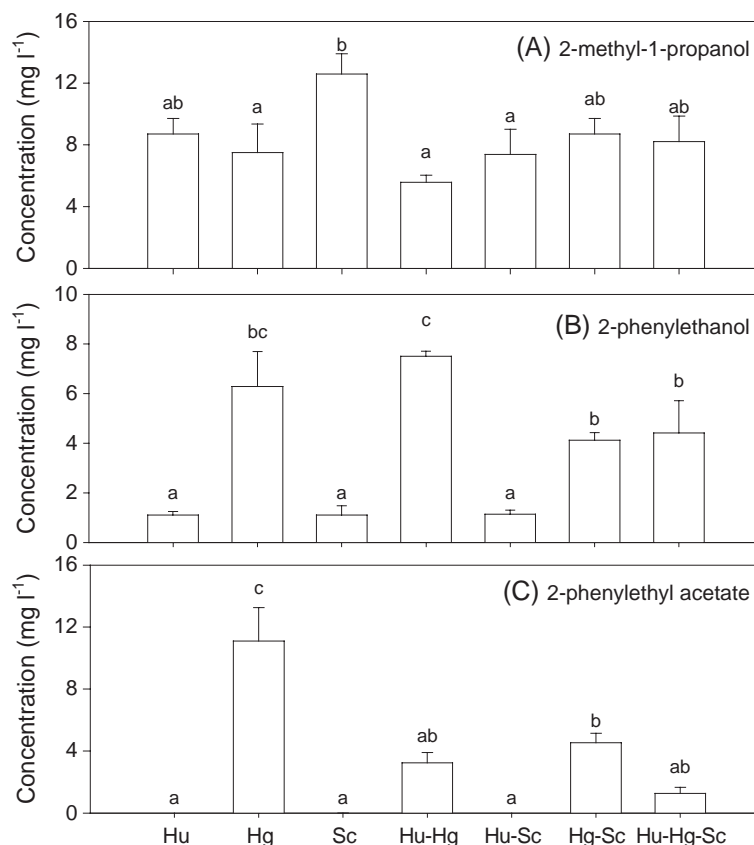 16
12
8
4
0
Concentration (mg l⁻¹)
(A) 2-methyl-1-propanol
ab
a
b
a
a
ab
ab
10
8
6
4
2
0
Concentration (mg l⁻¹)
(B) 2-phenylethanol
a
bc
a
c
a
b
b
16
12
8
4
0
Concentration (mg l⁻¹)
(C) 2-phenylethyl acetate
a
c
a
ab
a
b
ab
Hu Hg Sc Hu-Hg Hu-Sc Hg-Sc Hu-Hg-Sc